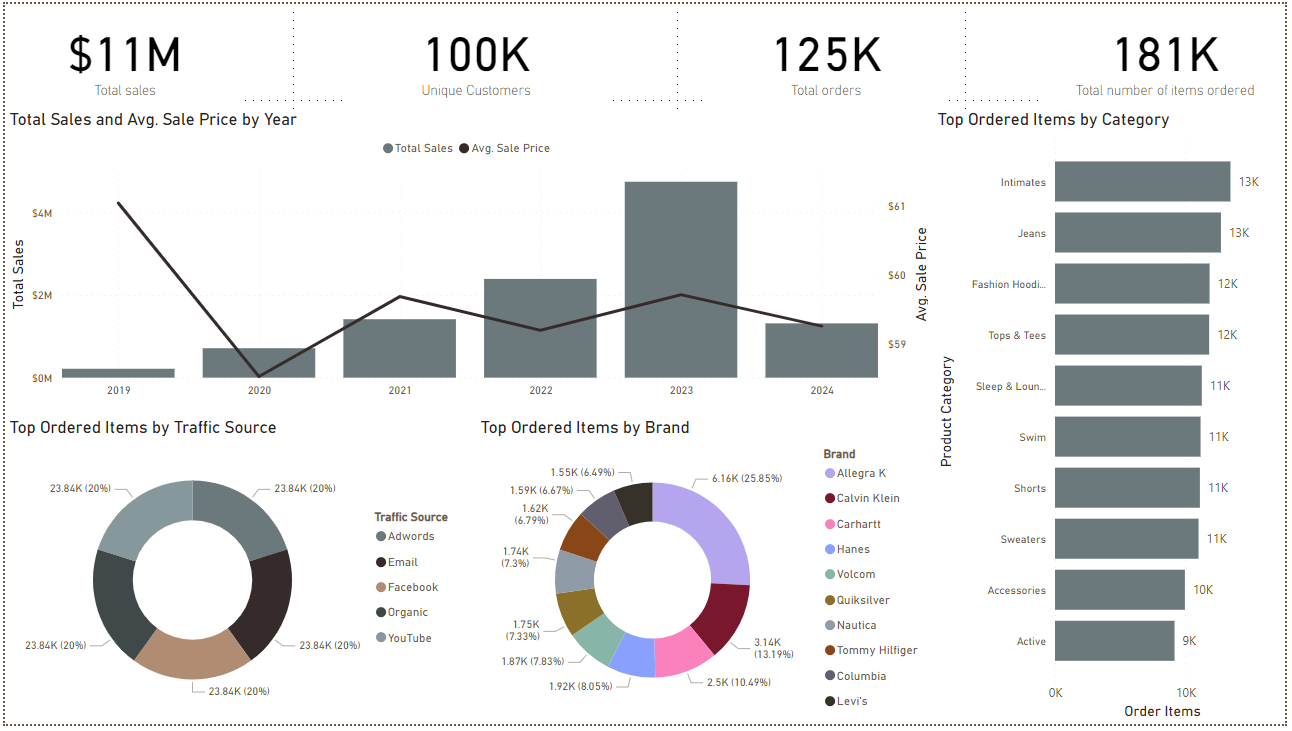 $11M
Total sales
100K
Unique Customers
125K
Total orders
181K
Total number of items ordered
Total Sales and Avg. Sale Price by Year
Total Sales
Avg. Sale Price
Total Sales
$4M
$2M
$0M
2019
2020
2021
2022
2023
2024
$61
$60
$59
Avg. Sale Price
Top Ordered Items by Category
Product Category
Intimates
13K
Jeans
13K
Fashion Hoodi...
12K
Tops & Tees
12K
Sleep & Loun...
11K
Swim
11K
Shorts
11K
Sweaters
11K
Accessories
10K
Active
9K
0K
10K
Order Items
Top Ordered Items by Traffic Source
23.84K (20%)
23.84K (20%)
23.84K (20%)
23.84K (20%)
23.84K (20%)
Traffic Source
Adwords
Email
Facebook
Organic
YouTube
Top Ordered Items by Brand
6.16K (25.85%)
3.14K
(13.19%)
2.5K (10.49%)
1.92K (8.05%)
1.87K (7.83%)
1.75K
(7.33%)
1.74K
(7.3%)
1.62K
(6.79%)
1.59K (6.67%)
1.55K (6.49%)
Brand
Allegra K
Calvin Klein
Carhartt
Hanes
Volcom
Quiksilver
Nautica
Tommy Hilfiger
Columbia
Levi's